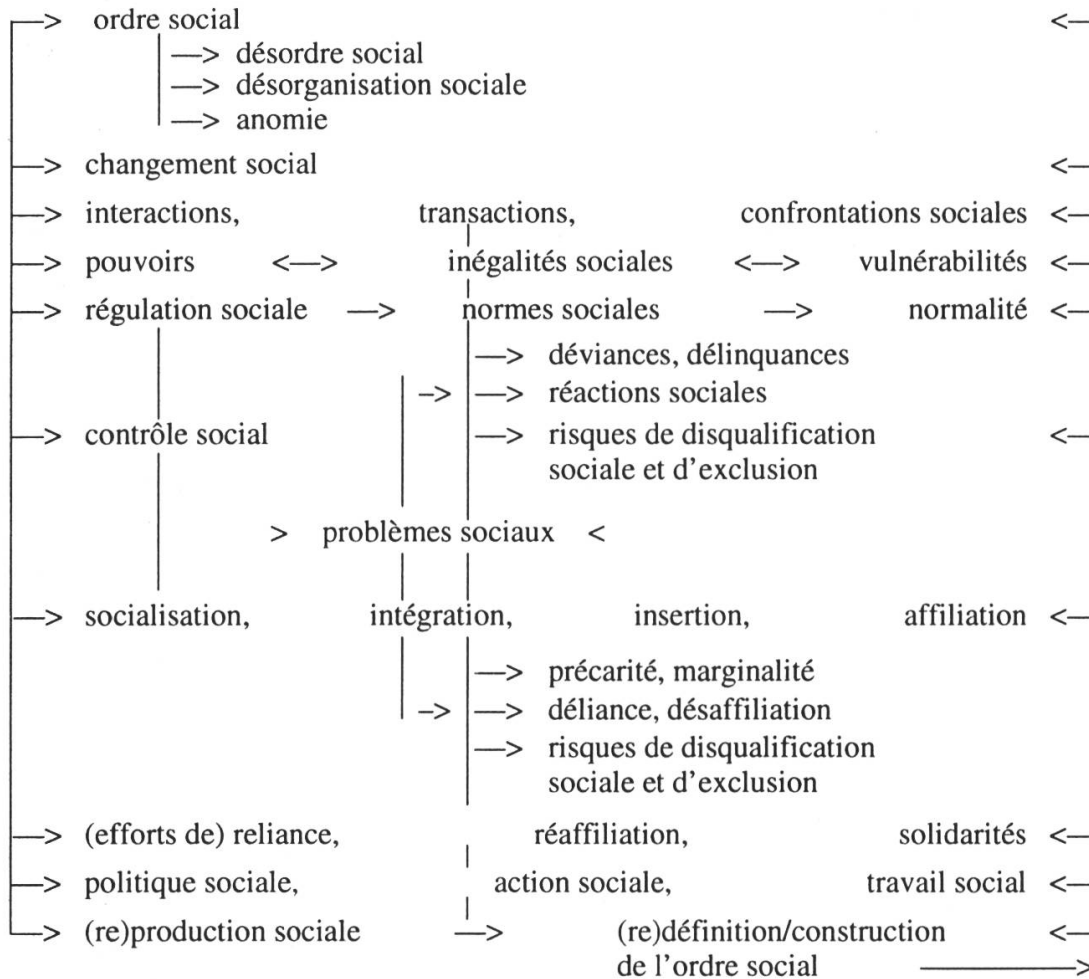 —> ordre social <—
—> désordre social
—> désorganisation sociale
—> anomie
—> changement social <—
—> interactions, transactions, confrontations sociales <—
—> pouvoirs <—> inégalités sociales <—> vulnérabilités <—
—> régulation sociale —> normes sociales —> normalité <—
—> déviances, délinquances
–> —> réactions sociales
—> contrôle social —> risques de disqualification <—
sociale et d'exclusion
> problèmes sociaux <
—> socialisation, intégration, insertion, affiliation <—
—> précarité, marginalité
–> —> déliance, désaffiliation
—> risques de disqualification
sociale et d'exclusion
—> (efforts de) reliance, réaffiliation, solidarités <—
—> politique sociale, action sociale, travail social <—
—> (re)production sociale —> (re)définition/construction <—
de l'ordre social ———>